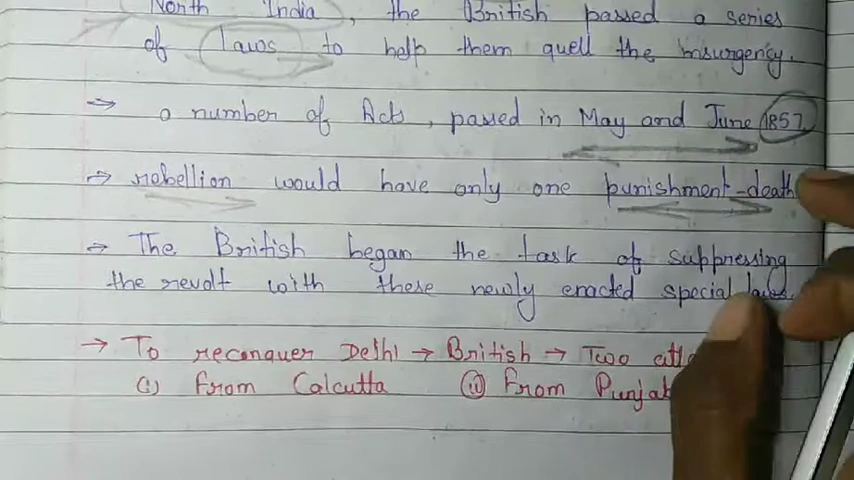 North India, the British passed a series
of laws to help them quell the insurgency.
→ a number of Acts, passed in May and June 1857
→ rebellion would have only one punishment-death
→ The British began the task of suppressing
the revolt with these newly enacted special laws.
→ To reconquer Delhi → British → Two
(i) From Calcutta (ii) From Punjab